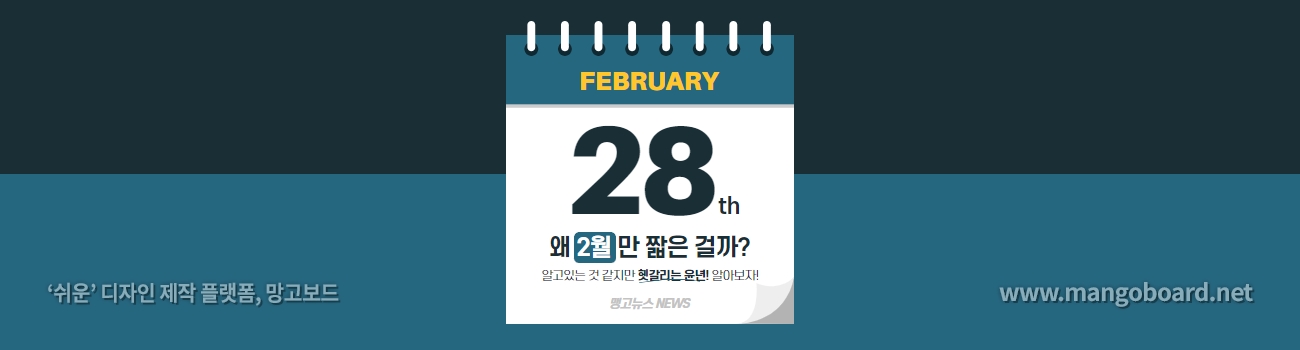 FEBRUARY
28th
왜 2월만 짧은 걸까?
알고있는 것 같지만 헷갈리는 윤년! 알아보자!
맹고뉴스 NEWS
‘쉬운’ 디자인 제작 플랫폼, 망고보드
www.mangoboard.net